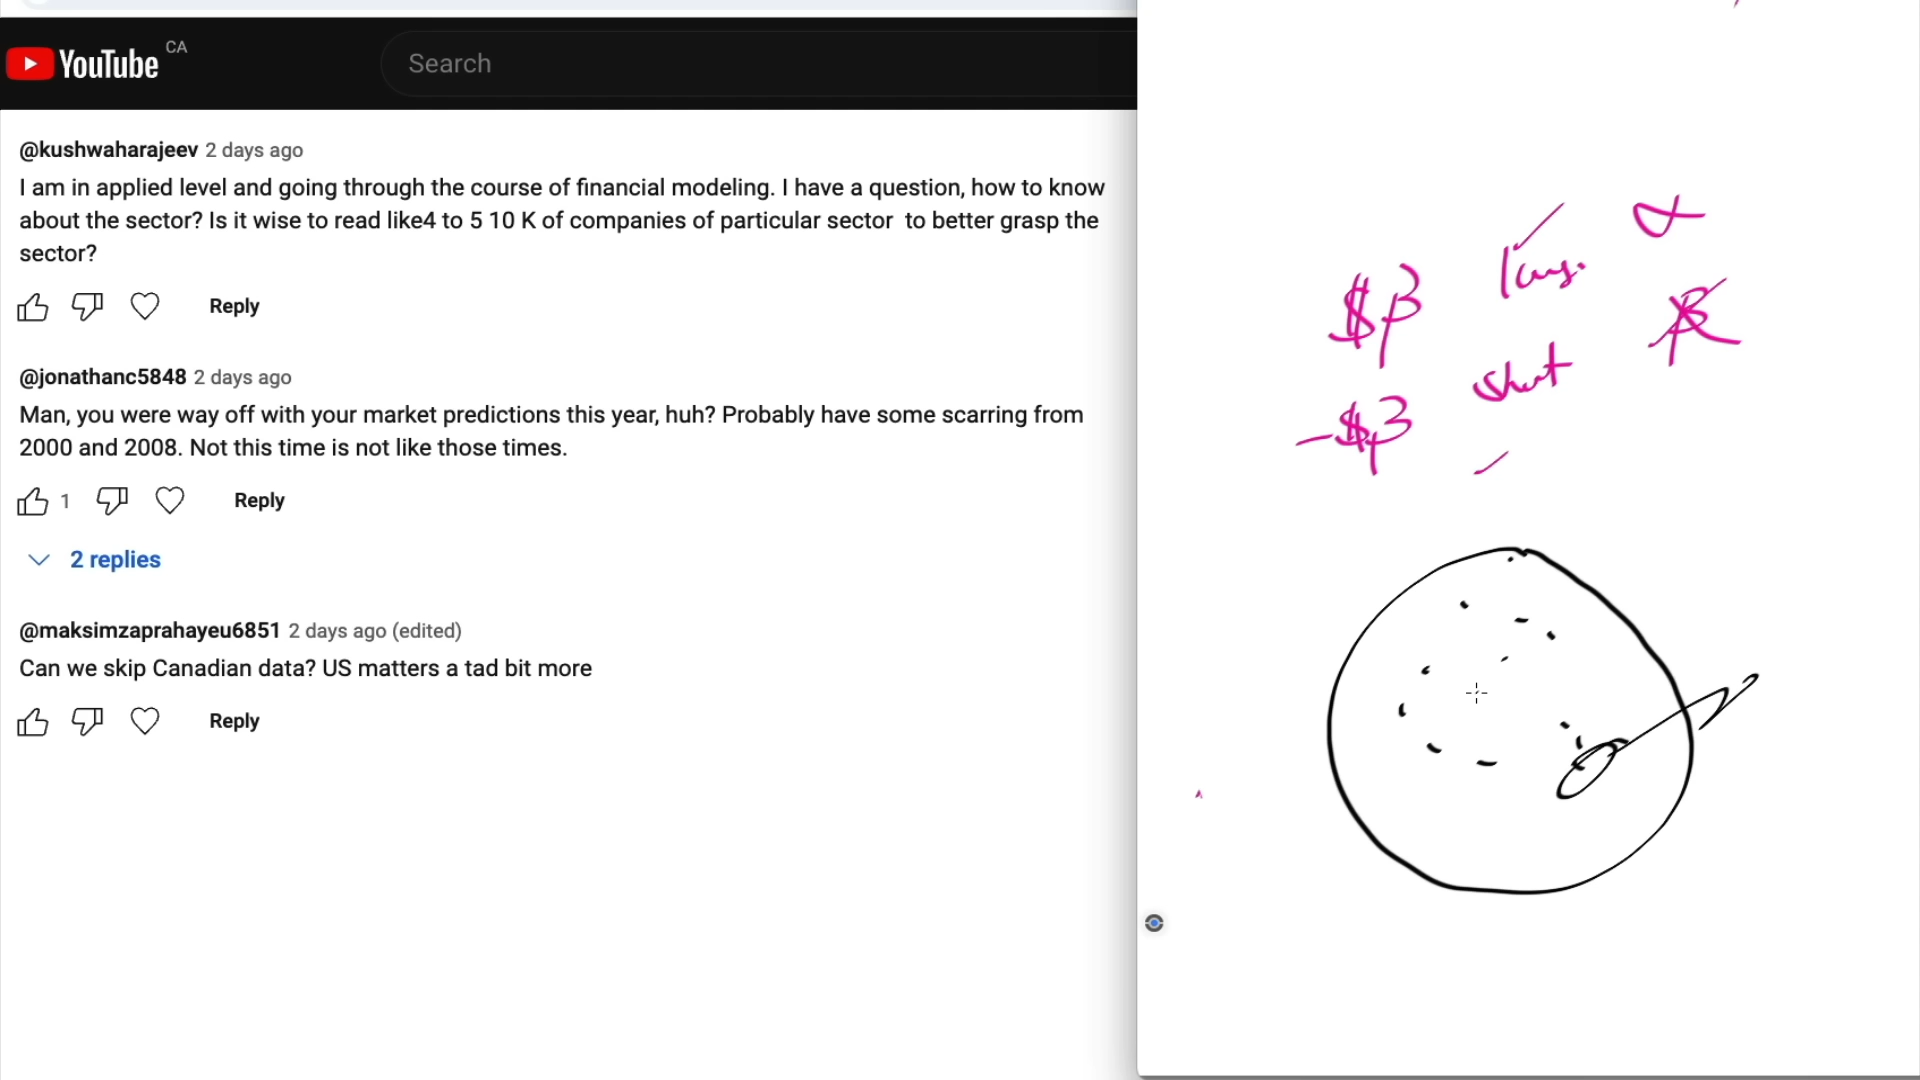 YouTube CA
Search
@kushwaharajeev 2 days ago
I am in applied level and going through the course of financial modeling. I have a question, how to know
about the sector? Is it wise to read like4 to 5 10 K of companies of particular sector to better grasp the
sector?
Reply
@jonathanc5848 2 days ago
Man, you were way off with your market predictions this year, huh? Probably have some scarring from
2000 and 2008. Not this time is not like those times.
1 Reply
2 replies
@maksimzaprahayeu6851 2 days ago (edited)
Can we skip Canadian data? US matters a tad bit more
Reply
α
$β long.
β
short
-$β